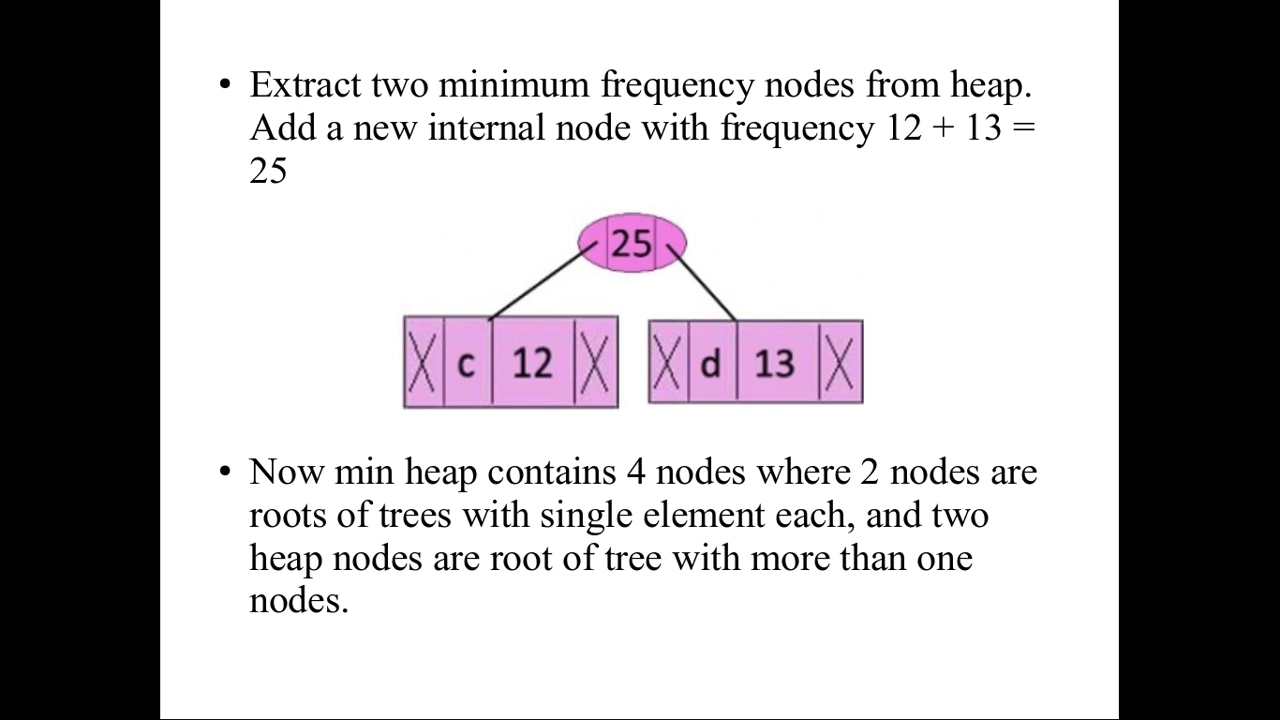 • Extract two minimum frequency nodes from heap.
Add a new internal node with frequency 12 + 13 =
25
25
c 12
d 13
• Now min heap contains 4 nodes where 2 nodes are
roots of trees with single element each, and two
heap nodes are root of tree with more than one
nodes.